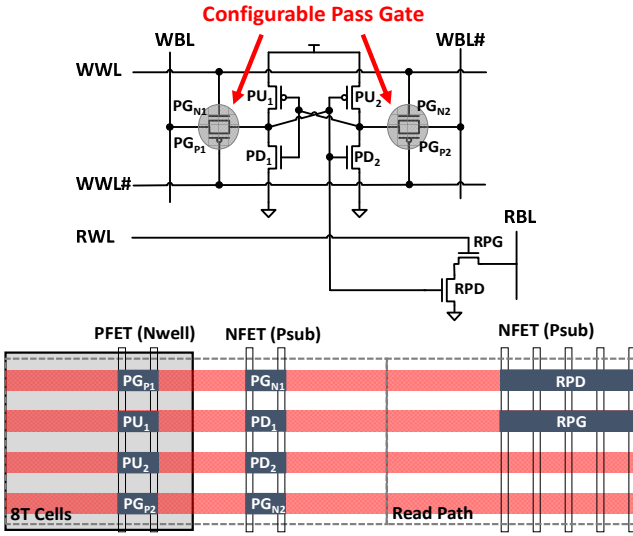 Configurable Pass Gate
WBL
WBL#
WWL
PU1
PU2
PGN1
PGN2
PGP1
PGP2
PD1
PD2
WWL#
RWL
RBL
RPG
RPD
PFET (Nwell)
NFET (Psub)
NFET (Psub)
PGP1
PGN1
RPD
PU1
PD1
RPG
PU2
PD2
PGP2
PGN2
8T Cells
Read Path